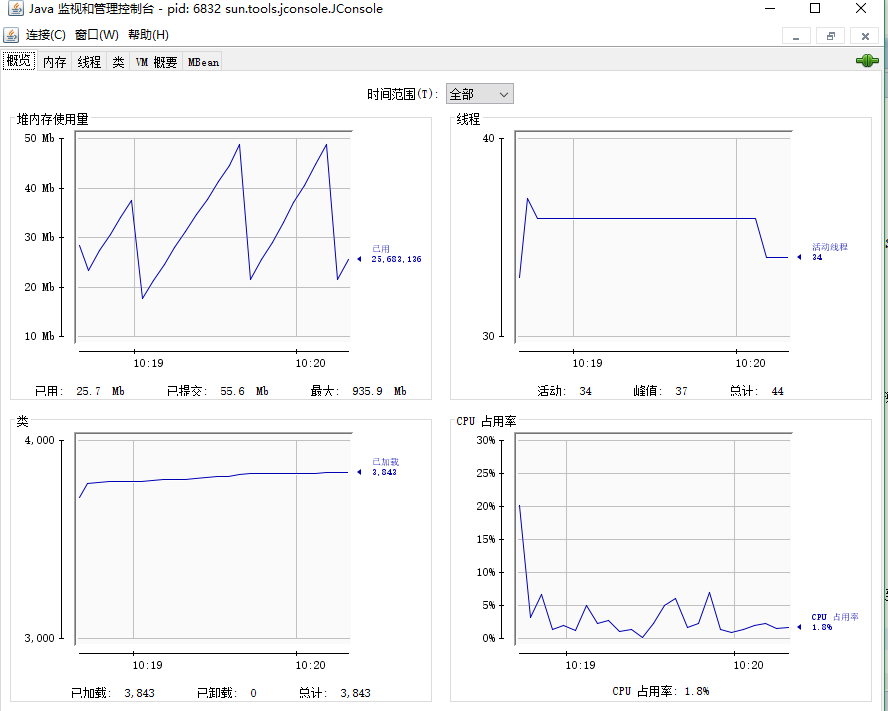 Java 监视和管理控制台 - pid: 6832 sun.tools.jconsole.JConsole
连接(C) 窗口(W) 帮助(H)
概览 内存 线程 类 VM 概要 MBean
时间范围(T): 全部
堆内存使用量
50 Mb
40 Mb
30 Mb
20 Mb
10 Mb
已用
25,683,136
10:19 10:20
已用: 25.7 Mb 已提交: 55.6 Mb 最大: 935.9 Mb
线程
40
30
活动线程
34
10:19 10:20
活动: 34 峰值: 37 总计: 44
类
4,000
3,000
已加载
3,843
10:19 10:20
已加载: 3,843 已卸载: 0 总计: 3,843
CPU 占用率
30%
25%
20%
15%
10%
5%
0%
CPU 占用率
1.8%
10:19 10:20
CPU 占用率: 1.8%